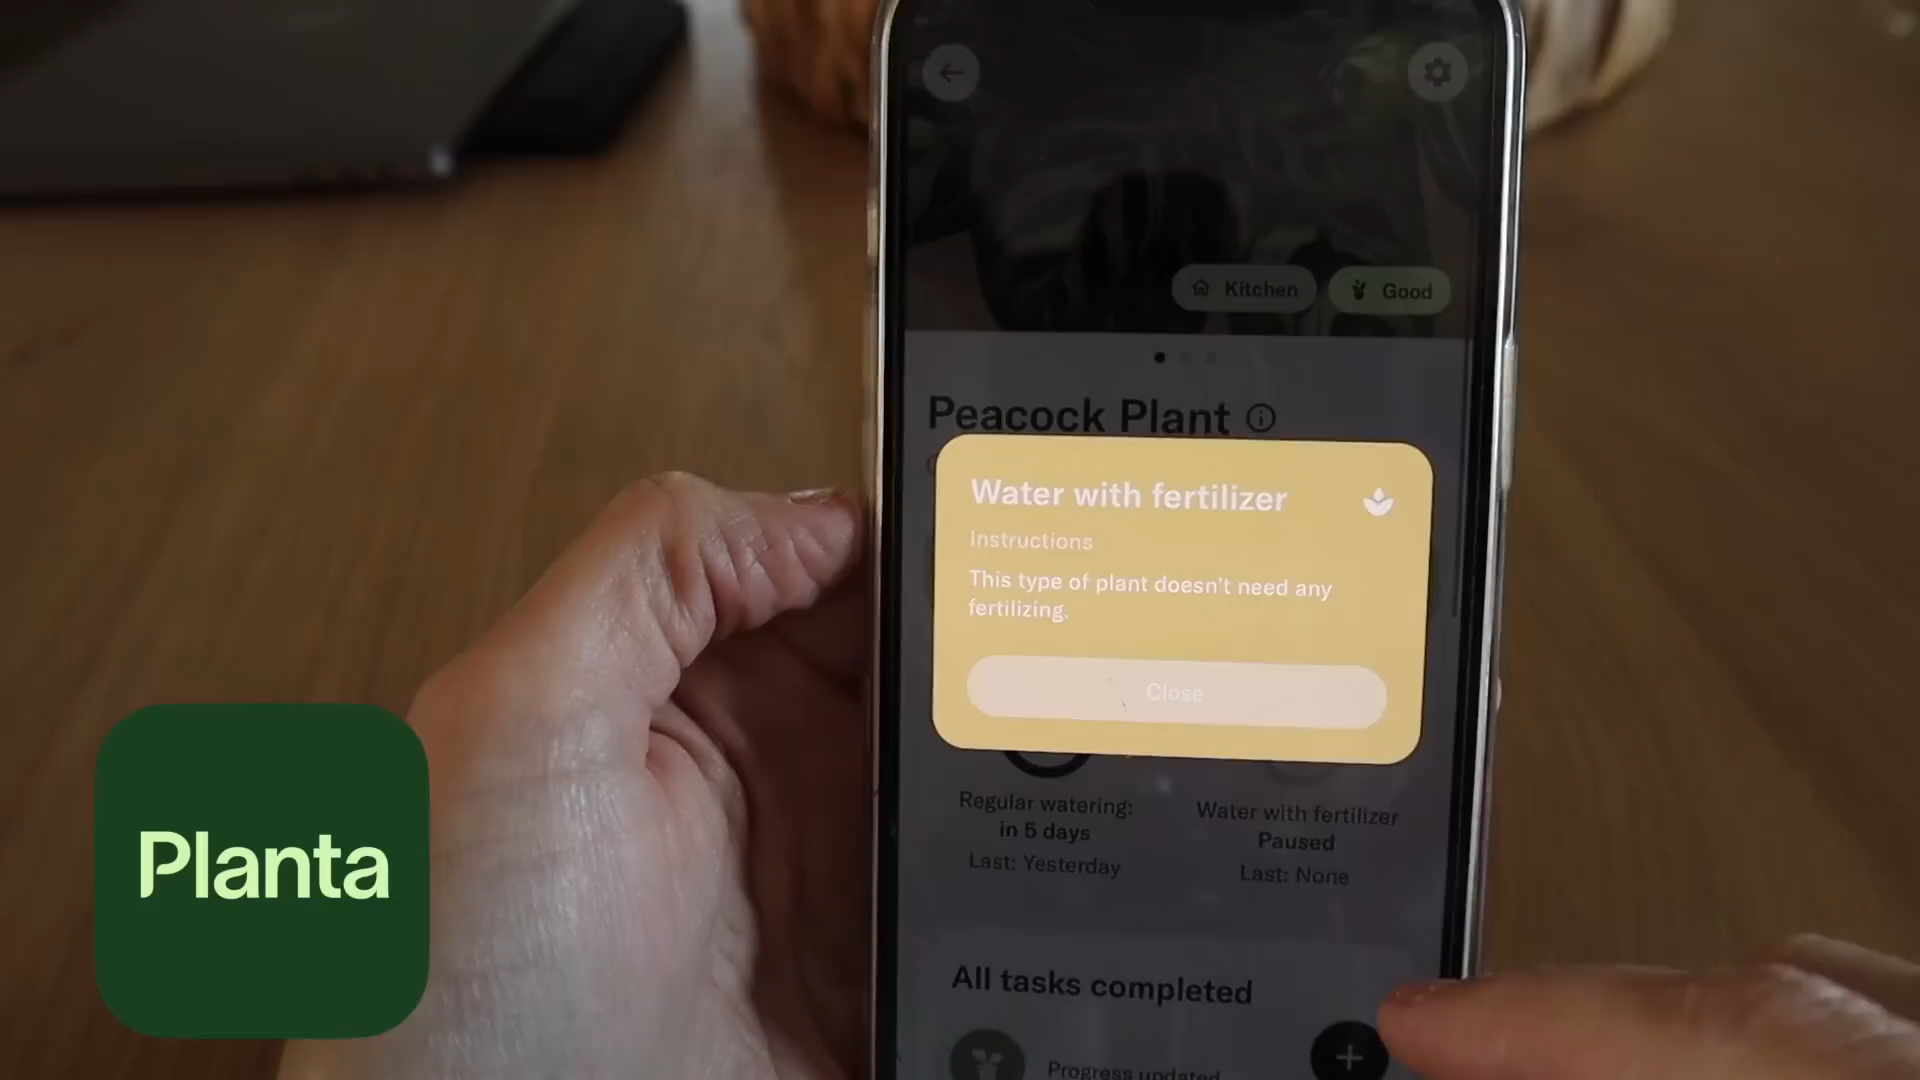 Kitchen
Good
Peacock Plant
Water with fertilizer
Instructions
This type of plant doesn't need any
fertilizing.
Close
Regular watering:
in 5 days
Last: Yesterday
Water with fertilizer
Paused
Last: None
All tasks completed
Progress updated
Planta